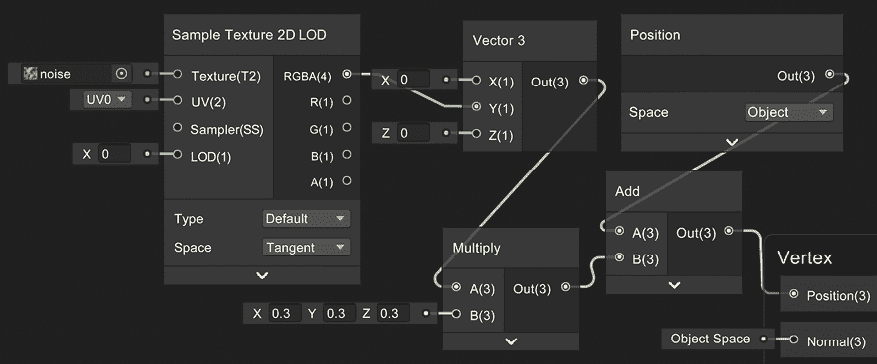 Sample Texture 2D LOD
noise
Texture(T2)
RGBA(4)
UV0
UV(2)
R(1)
Sampler(SS)
G(1)
X 0
LOD(1)
B(1)
A(1)
Type
Default
Space
Tangent
Vector 3
X 0
X(1)
Out(3)
Y(1)
Z 0
Z(1)
Position
Out(3)
Space
Object
Multiply
A(3)
Out(3)
X 0.3 Y 0.3 Z 0.3
B(3)
Add
A(3)
Out(3)
B(3)
Vertex
Position(3)
Object Space
Normal(3)